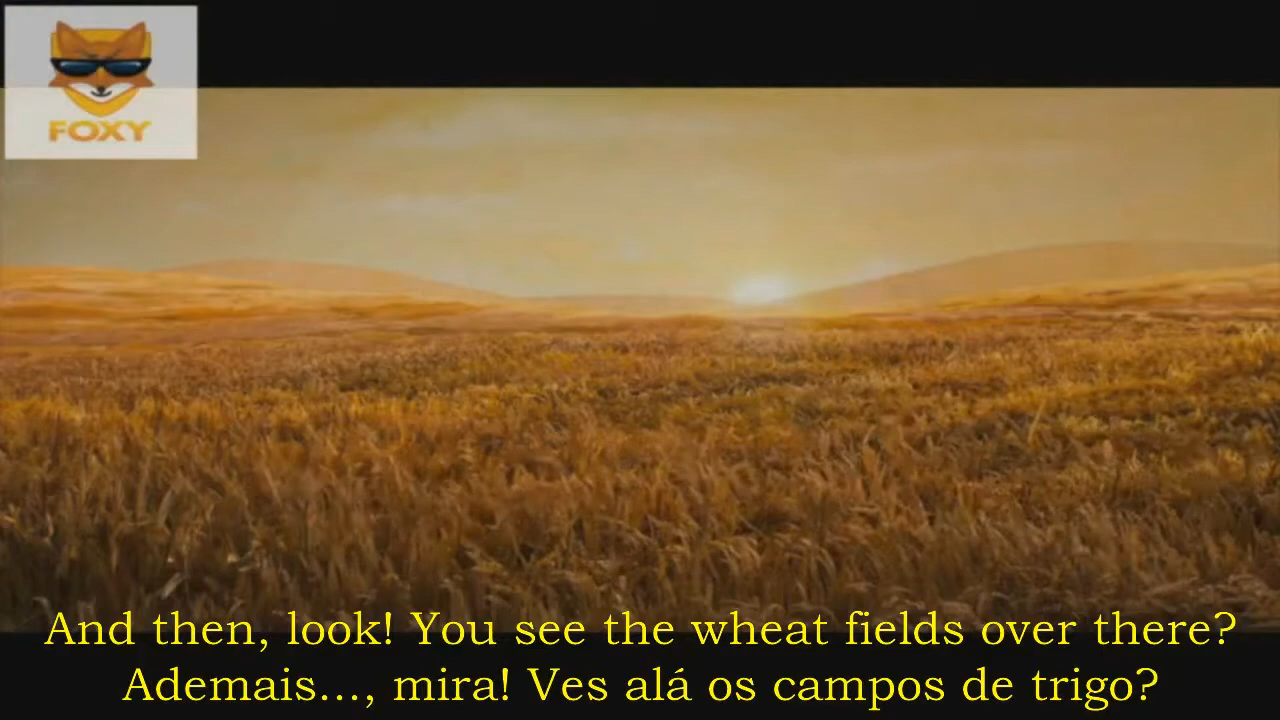 FOXY
And then, look! You see the wheat fields over there?
Ademais..., mira! Ves alá os campos de trigo?